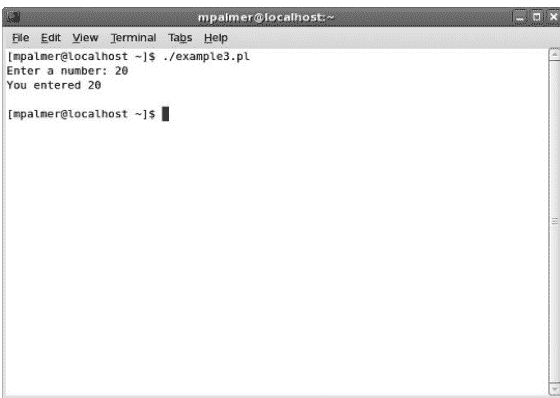 mpalmer@localhost:~
File Edit View Terminal Tabs Help
[mpalmer@localhost ~]$ ./example3.pl
Enter a number: 20
You entered 20
[mpalmer@localhost ~]$